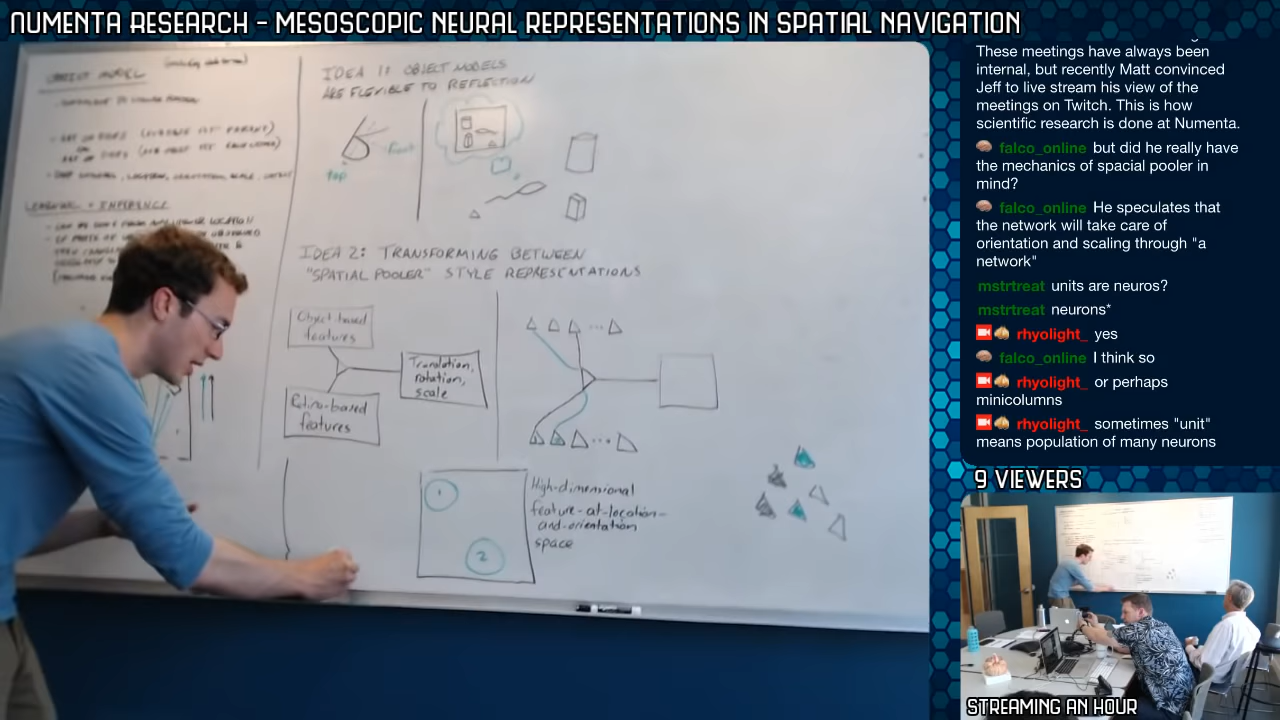 NUMENTA RESEARCH - MESOSCOPIC NEURAL REPRESENTATIONS IN SPATIAL NAVIGATION
OBJECT MODEL
LEARNING + INFERENCE
IDEA 1: OBJECT MODELS
ARE FLEXIBLE TO REFLECTION
front
top
IDEA 2: TRANSFORMING BETWEEN
"SPATIAL POOLER" STYLE REPRESENTATIONS
Object-based
features
Translation,
rotation,
scale
Retina-based
features
1
2
High-dimensional
feature-at-location-
and-orientation
space
These meetings have always been
internal, but recently Matt convinced
Jeff to live stream his view of the
meetings on Twitch. This is how
scientific research is done at Numenta.
falco_online but did he really have
the mechanics of spacial pooler in
mind?
falco_online He speculates that
the network will take care of
orientation and scaling through "a
network"
mstrtreat units are neuros?
mstrtreat neurons*
rhyolight_ yes
falco_online I think so
rhyolight_ or perhaps
minicolumns
rhyolight_ sometimes "unit"
means population of many neurons
9 VIEWERS
STREAMING AN HOUR